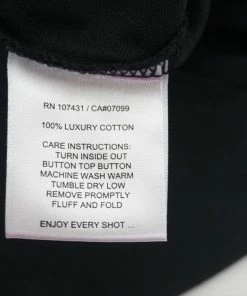 RN 107431 / CA#07099
100% LUXURY COTTON
CARE INSTRUCTIONS:
TURN INSIDE OUT
BUTTON TOP BUTTON
MACHINE WASH WARM
TUMBLE DRY LOW
REMOVE PROMPTLY
FLUFF AND FOLD
ENJOY EVERY SHOT ...